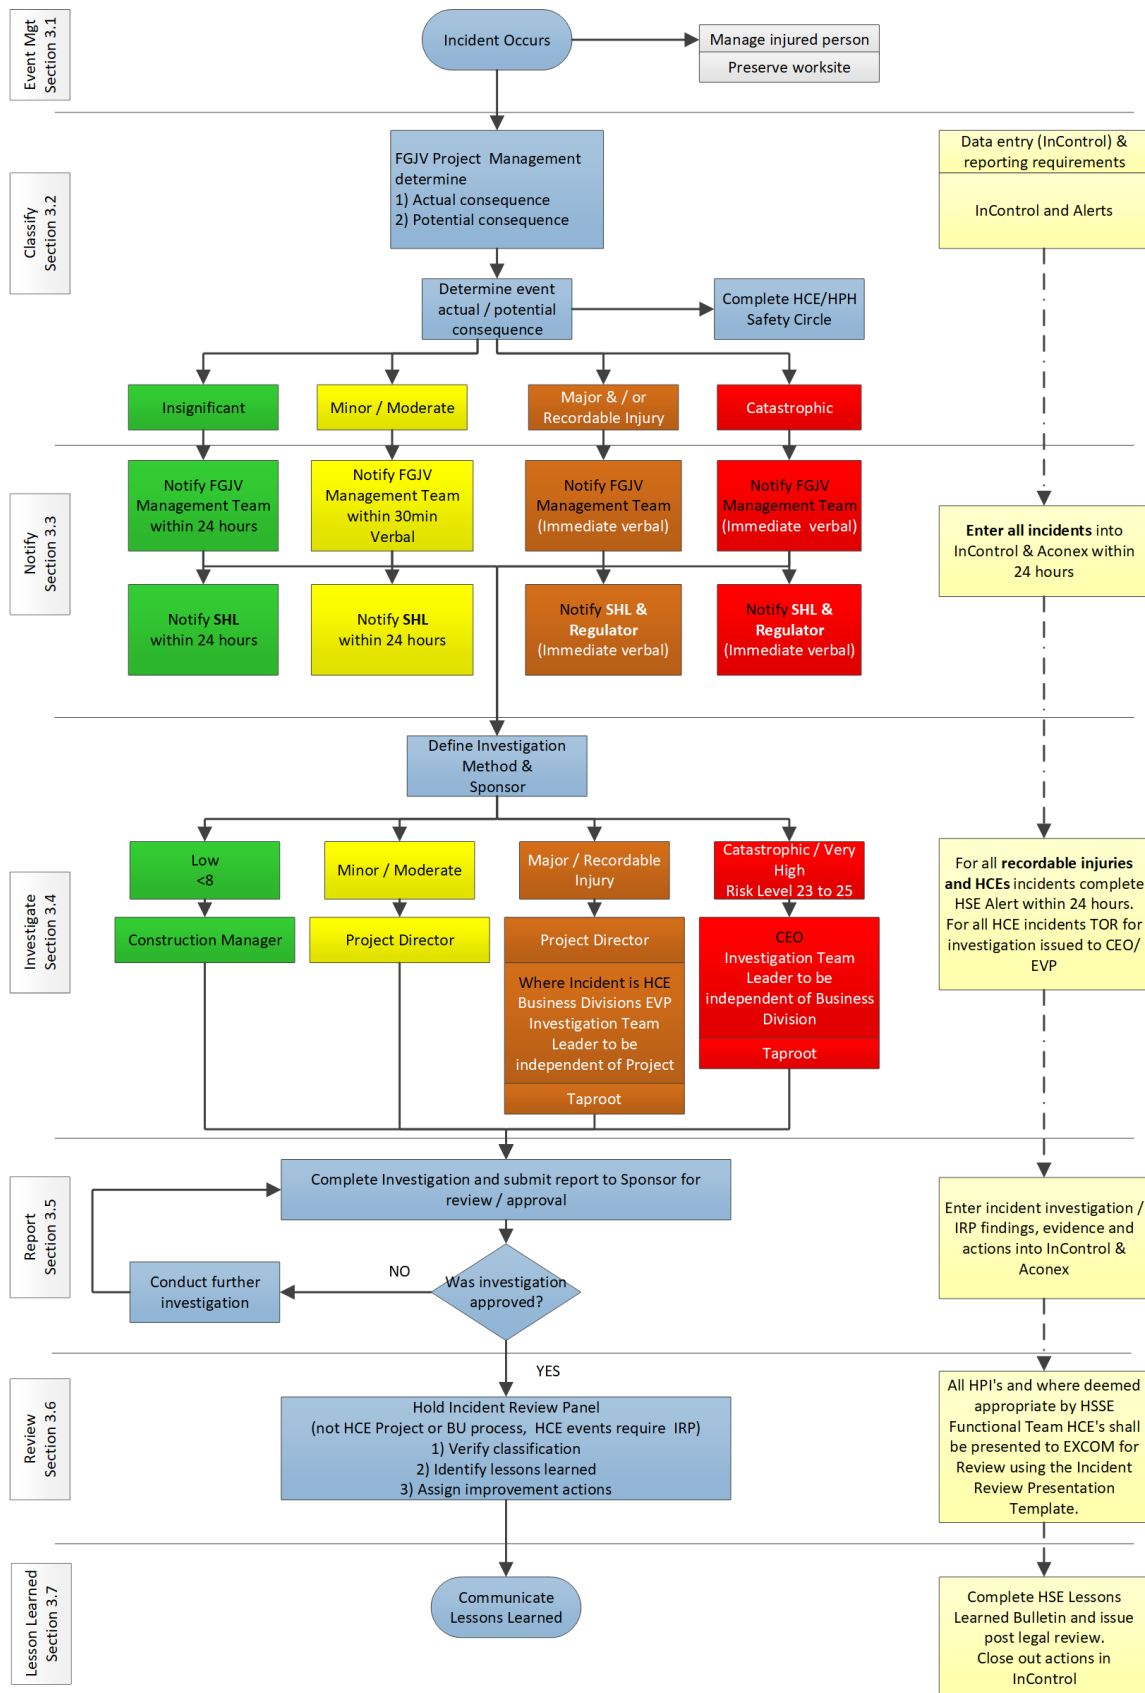 Event Mgt
Section 3.1
Incident Occurs
Manage injured person
Preserve worksite
Classify
Section 3.2
FGJV Project Management
determine
1) Actual consequence
2) Potential consequence
Data entry (InControl) &
reporting requirements
InControl and Alerts
Determine event
actual / potential
consequence
Complete HCE/HPH
Safety Circle
Insignificant
Minor / Moderate
Major & / or
Recordable Injury
Catastrophic
Notify
Section 3.3
Notify FGJV
Management Team
within 24 hours
Notify FGJV
Management Team
within 30min
Verbal
Notify FGJV
Management Team
(Immediate verbal)
Notify FGJV
Management Team
(Immediate verbal)
Enter all incidents into
InControl & Aconex within
24 hours
Notify SHL
within 24 hours
Notify SHL
within 24 hours
Notify SHL &
Regulator
(Immediate verbal)
Notify SHL &
Regulator
(Immediate verbal)
Investigate
Section 3.4
Define Investigation
Method &
Sponsor
Low
<8
Minor / Moderate
Major / Recordable
Injury
Catastrophic / Very
High
Risk Level 23 to 25
For all recordable injuries
and HCEs incidents complete
HSE Alert within 24 hours.
For all HCE incidents TOR for
investigation issued to CEO/
EVP
Construction Manager
Project Director
Project Director
Where Incident is HCE
Business Divisions EVP
Investigation Team
Leader to be
independent of Project
Taproot
CEO
Investigation Team
Leader to be
independent of Business
Division
Taproot
Report
Section 3.5
Complete Investigation and submit report to Sponsor for
review / approval
Enter incident investigation /
IRP findings, evidence and
actions into InControl &
Aconex
Conduct further
investigation
NO
Was investigation
approved?
YES
Review
Section 3.6
Hold Incident Review Panel
(not HCE Project or BU process, HCE events require IRP)
1) Verify classification
2) Identify lessons learned
3) Assign improvement actions
All HPI's and where deemed
appropriate by HSSE
Functional Team HCE's shall
be presented to EXCOM for
Review using the Incident
Review Presentation
Template.
Lesson Learned
Section 3.7
Communicate
Lessons Learned
Complete HSE Lessons
Learned Bulletin and issue
post legal review.
Close out actions in
InControl